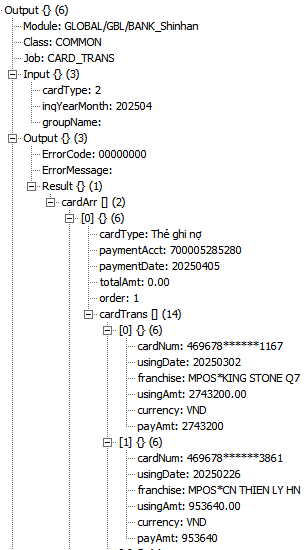 Output {} (6)
Module: GLOBAL/GBL/BANK_Shinhan
Class: COMMON
Job: CARD_TRANS
Input {} (3)
cardType: 2
inqYearMonth: 202504
groupName:
Output {} (3)
ErrorCode: 00000000
ErrorMessage:
Result {} (1)
cardArr [] (2)
[0] {} (6)
cardType: Thẻ ghi nợ
paymentAcct: 700005285280
paymentDate: 20250405
totalAmt: 0.00
order: 1
cardTrans [] (14)
[0] {} (6)
cardNum: 469678******1167
usingDate: 20250302
franchise: MPOS*KING STONE Q7
usingAmt: 2743200.00
currency: VND
payAmt: 2743200
[1] {} (6)
cardNum: 469678******3861
usingDate: 20250226
franchise: MPOS*CN THIEN LY HN
usingAmt: 953640.00
currency: VND
payAmt: 953640